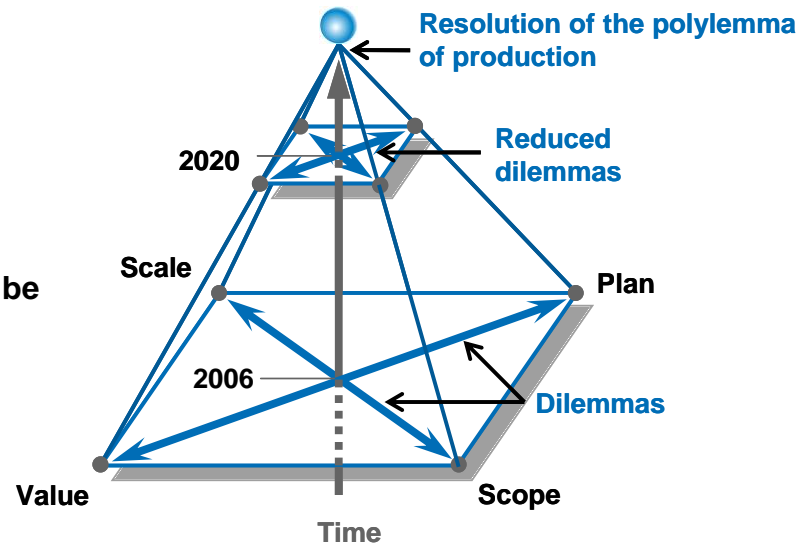 Resolution of the polylemma
of production
Reduced
dilemmas
2020
Scale
be
Plan
2006
Dilemmas
Value
Scope
Time